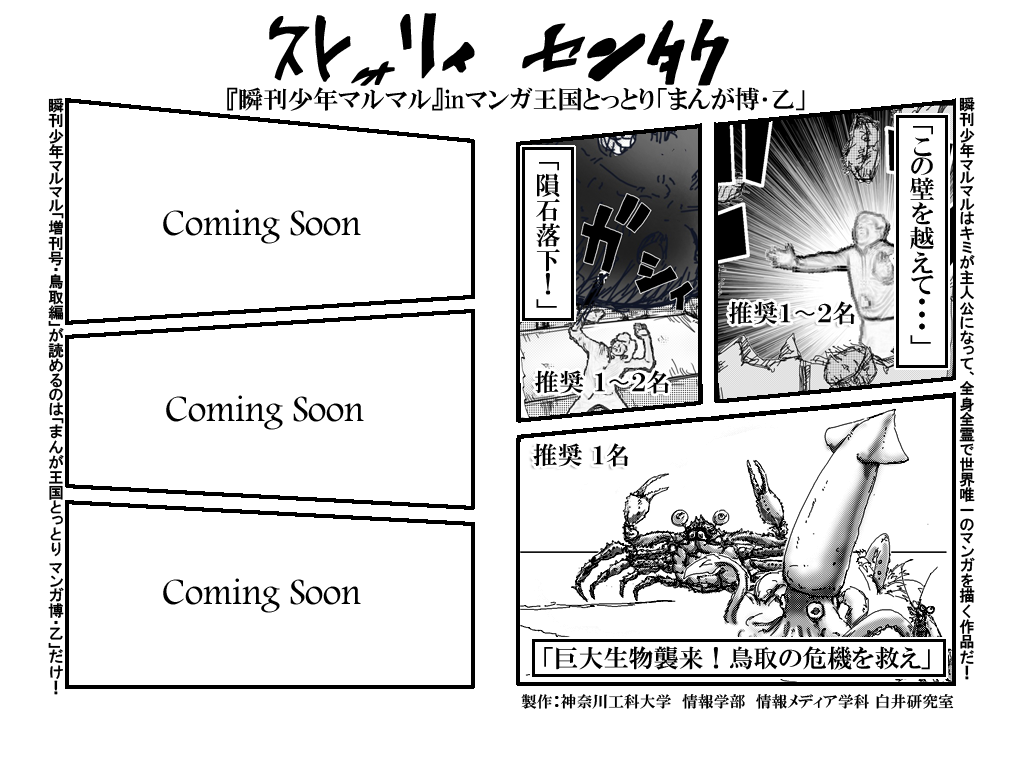 ストォリィ センタク
『瞬刊少年マルマル』inマンガ王国とっとり「まんが博・乙」
瞬刊少年マルマルはキミが主人公になって、全身全霊で世界唯一のマンガを描く作品だ！
「この壁を越えて・・・・」
推奨1～2名
「隕石落下！」
ガシィ
推奨 1～2名
推奨 1名
「巨大生物襲来！鳥取の危機を救え」
製作：神奈川工科大学 情報学部 情報メディア学科 白井研究室
Coming Soon
Coming Soon
Coming Soon
瞬刊少年マルマル「増刊号・鳥取編」が読めるのは「まんが王国とっとり マンガ博・乙」だけ！